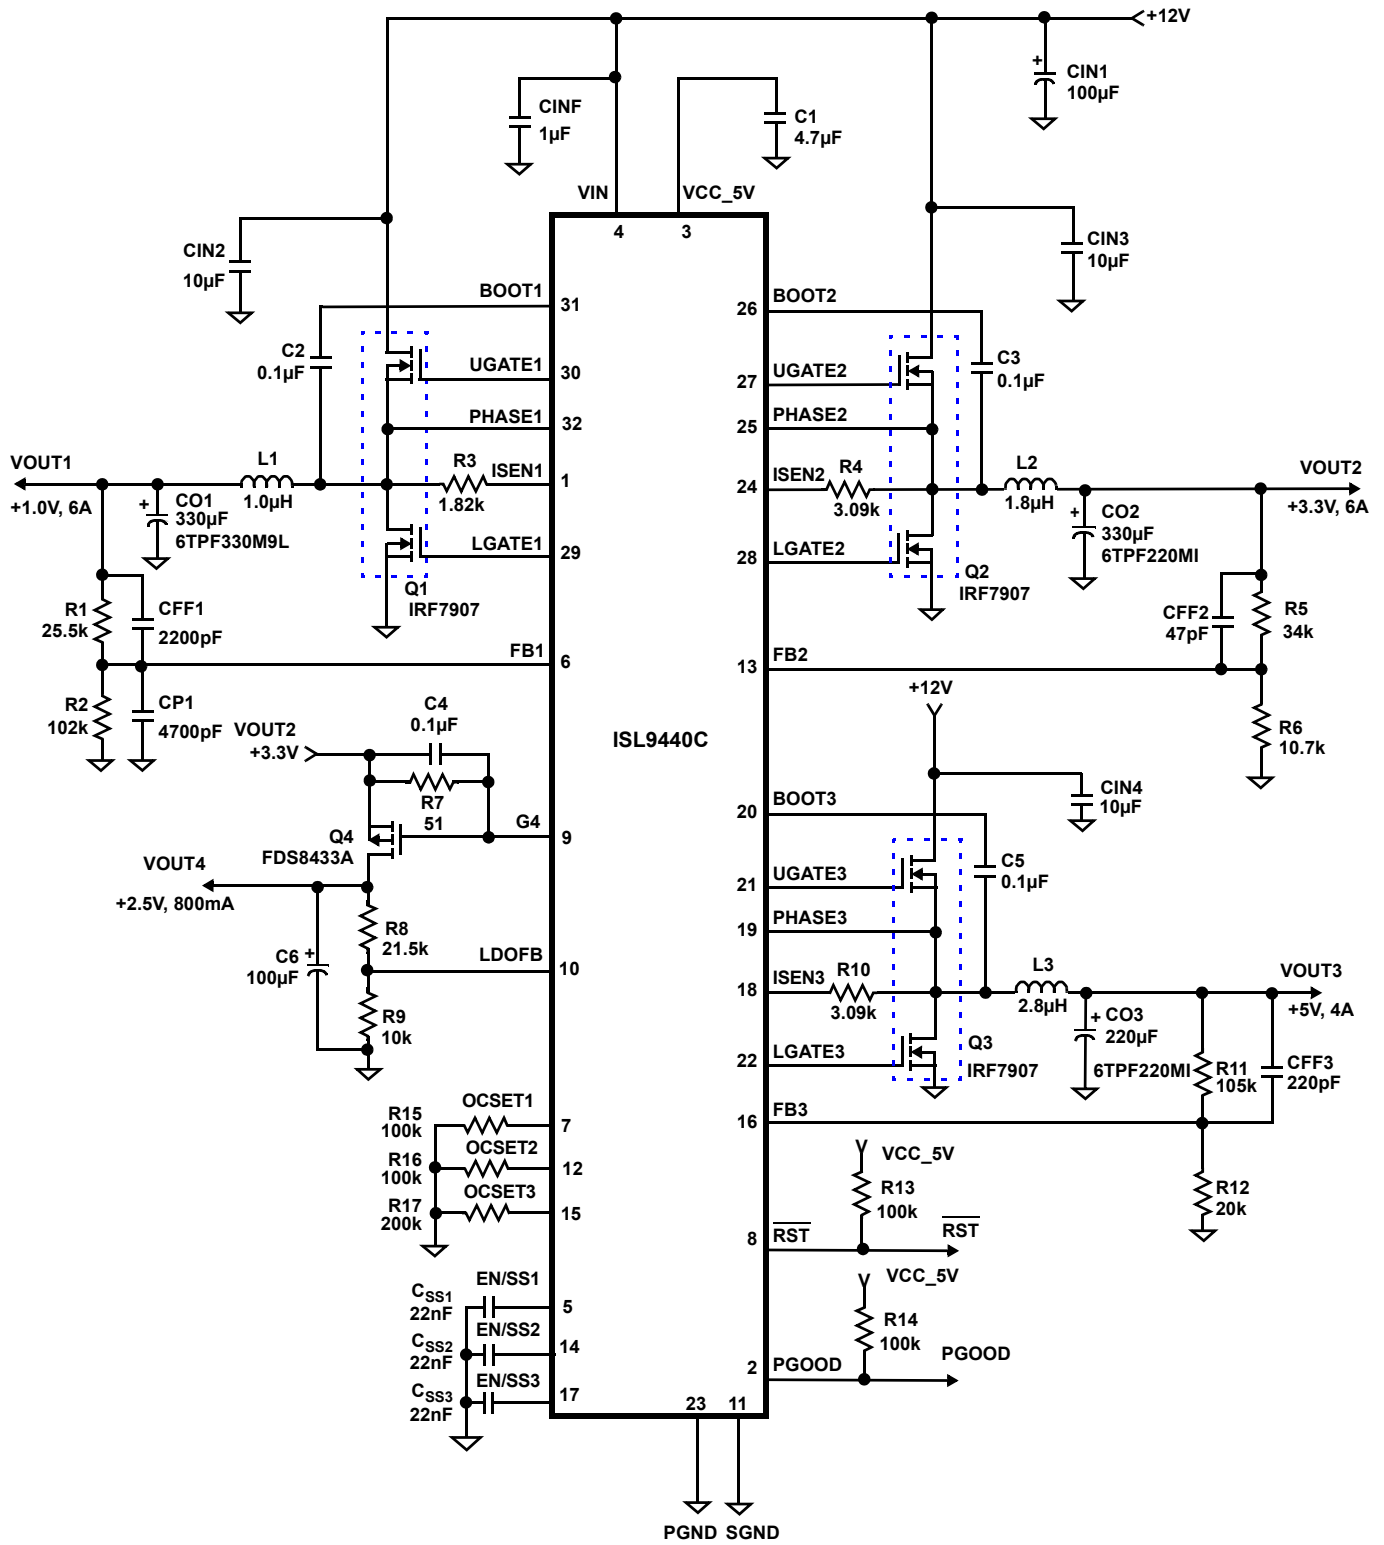 +12V
CIN1
100µF
CINF
1µF
C1
4.7µF
VIN
VCC_5V
4
3
CIN2
10µF
CIN3
10µF
BOOT1
31
26
BOOT2
C2
0.1µF
C3
0.1µF
UGATE1
30
27
UGATE2
PHASE1
32
25
PHASE2
VOUT1
+1.0V, 6A
CO1
330µF
6TPF330M9L
L1
1.0µH
R3
1.82k
ISEN1
1
24
ISEN2
R4
3.09k
L2
1.8µH
VOUT2
+3.3V, 6A
CO2
330µF
6TPF220MI
LGATE1
29
28
LGATE2
Q1
IRF7907
Q2
IRF7907
R1
25.5k
CFF1
2200pF
CFF2
47pF
R5
34k
FB1
6
13
FB2
R2
102k
CP1
4700pF
R6
10.7k
ISL9440C
VOUT2
+3.3V
C4
0.1µF
R7
51
+12V
CIN4
10µF
Q4
FDS8433A
G4
9
20
BOOT3
VOUT4
+2.5V, 800mA
C5
0.1µF
21
UGATE3
19
PHASE3
R8
21.5k
C6
100µF
LDOFB
10
18
ISEN3
R10
3.09k
L3
2.8µH
VOUT3
+5V, 4A
R9
10k
CO3
220µF
6TPF220MI
22
LGATE3
Q3
IRF7907
R11
105k
CFF3
220pF
R15
100k
OCSET1
7
16
FB3
R16
100k
OCSET2
12
R17
200k
OCSET3
15
VCC_5V
R13
100k
R12
20k
8
RST
RST
VCC_5V
R14
100k
CSS1
22nF
EN/SS1
5
CSS2
22nF
EN/SS2
14
CSS3
22nF
EN/SS3
17
2
PGOOD
PGOOD
23
11
PGND
SGND